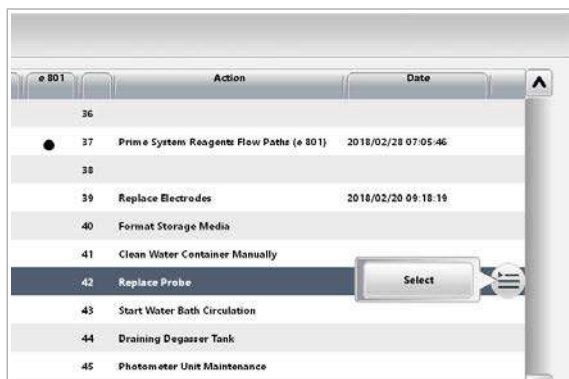 e 801 Action Date
36
37 Prime System Reagents Flow Paths (e 801) 2018/02/28 07:05:46
38
39 Replace Electrodes 2018/02/20 09:18:19
40 Format Storage Media
41 Clean Water Container Manually
42 Replace Probe Select
43 Start Water Bath Circulation
44 Draining Degasser Tank
45 Photometer Unit Maintenance